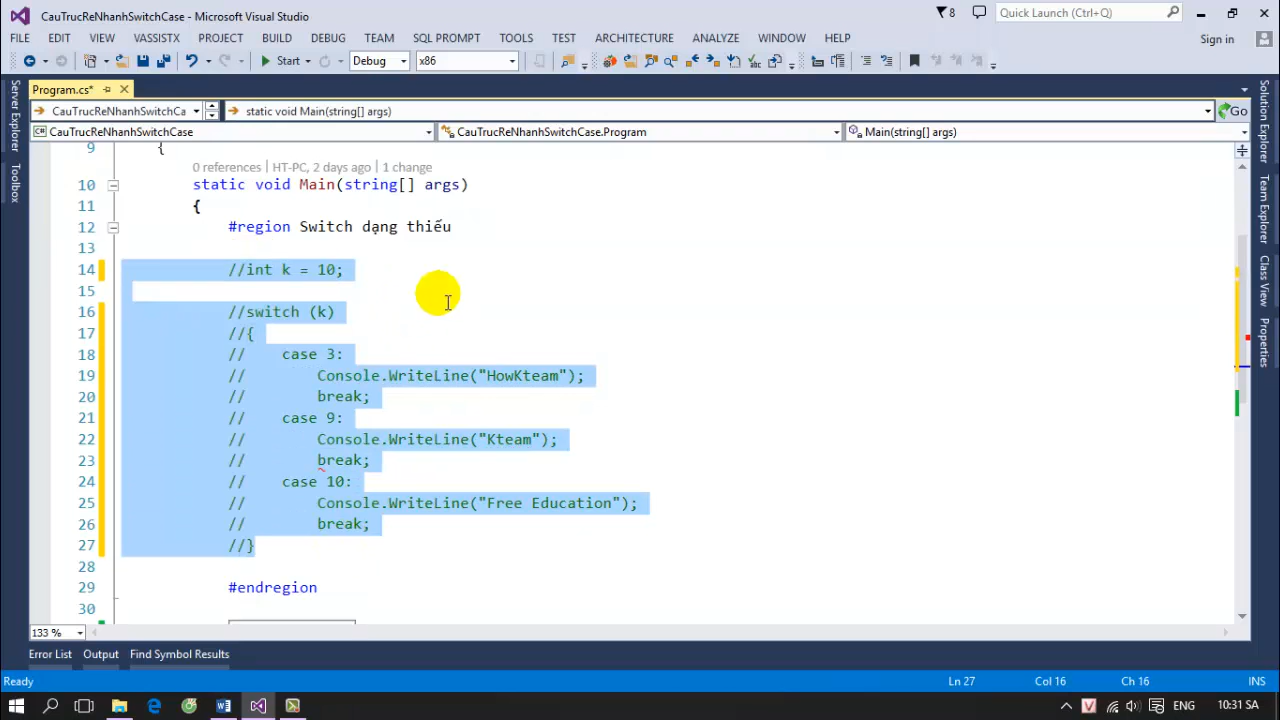 CauTrucReNhanhSwitchCase - Microsoft Visual Studio
8
Quick Launch (Ctrl+Q)
FILE EDIT VIEW VASSISTX PROJECT BUILD DEBUG TEAM SQL PROMPT TOOLS TEST ARCHITECTURE ANALYZE WINDOW HELP
Sign in
Start Debug x86
Program.cs*
CauTrucReNhanhSwitchCa static void Main(string[] args) Go
CauTrucReNhanhSwitchCase CauTrucReNhanhSwitchCase.Program Main(string[] args)
Server Explorer
Toolbox
Solution Explorer
Team Explorer
Class View
Properties
9 {
0 references | HT-PC, 2 days ago | 1 change
10 static void Main(string[] args)
11 {
12 #region Switch dạng thiếu
13
14 //int k = 10;
15
16 //switch (k)
17 //{
18 // case 3:
19 // Console.WriteLine("HowKteam");
20 // break;
21 // case 9:
22 // Console.WriteLine("Kteam");
23 // break;
24 // case 10:
25 // Console.WriteLine("Free Education");
26 // break;
27 //}
28
29 #endregion
30
133 %
Error List Output Find Symbol Results
Ready Ln 27 Col 16 Ch 16 INS
ENG 10:31 SA